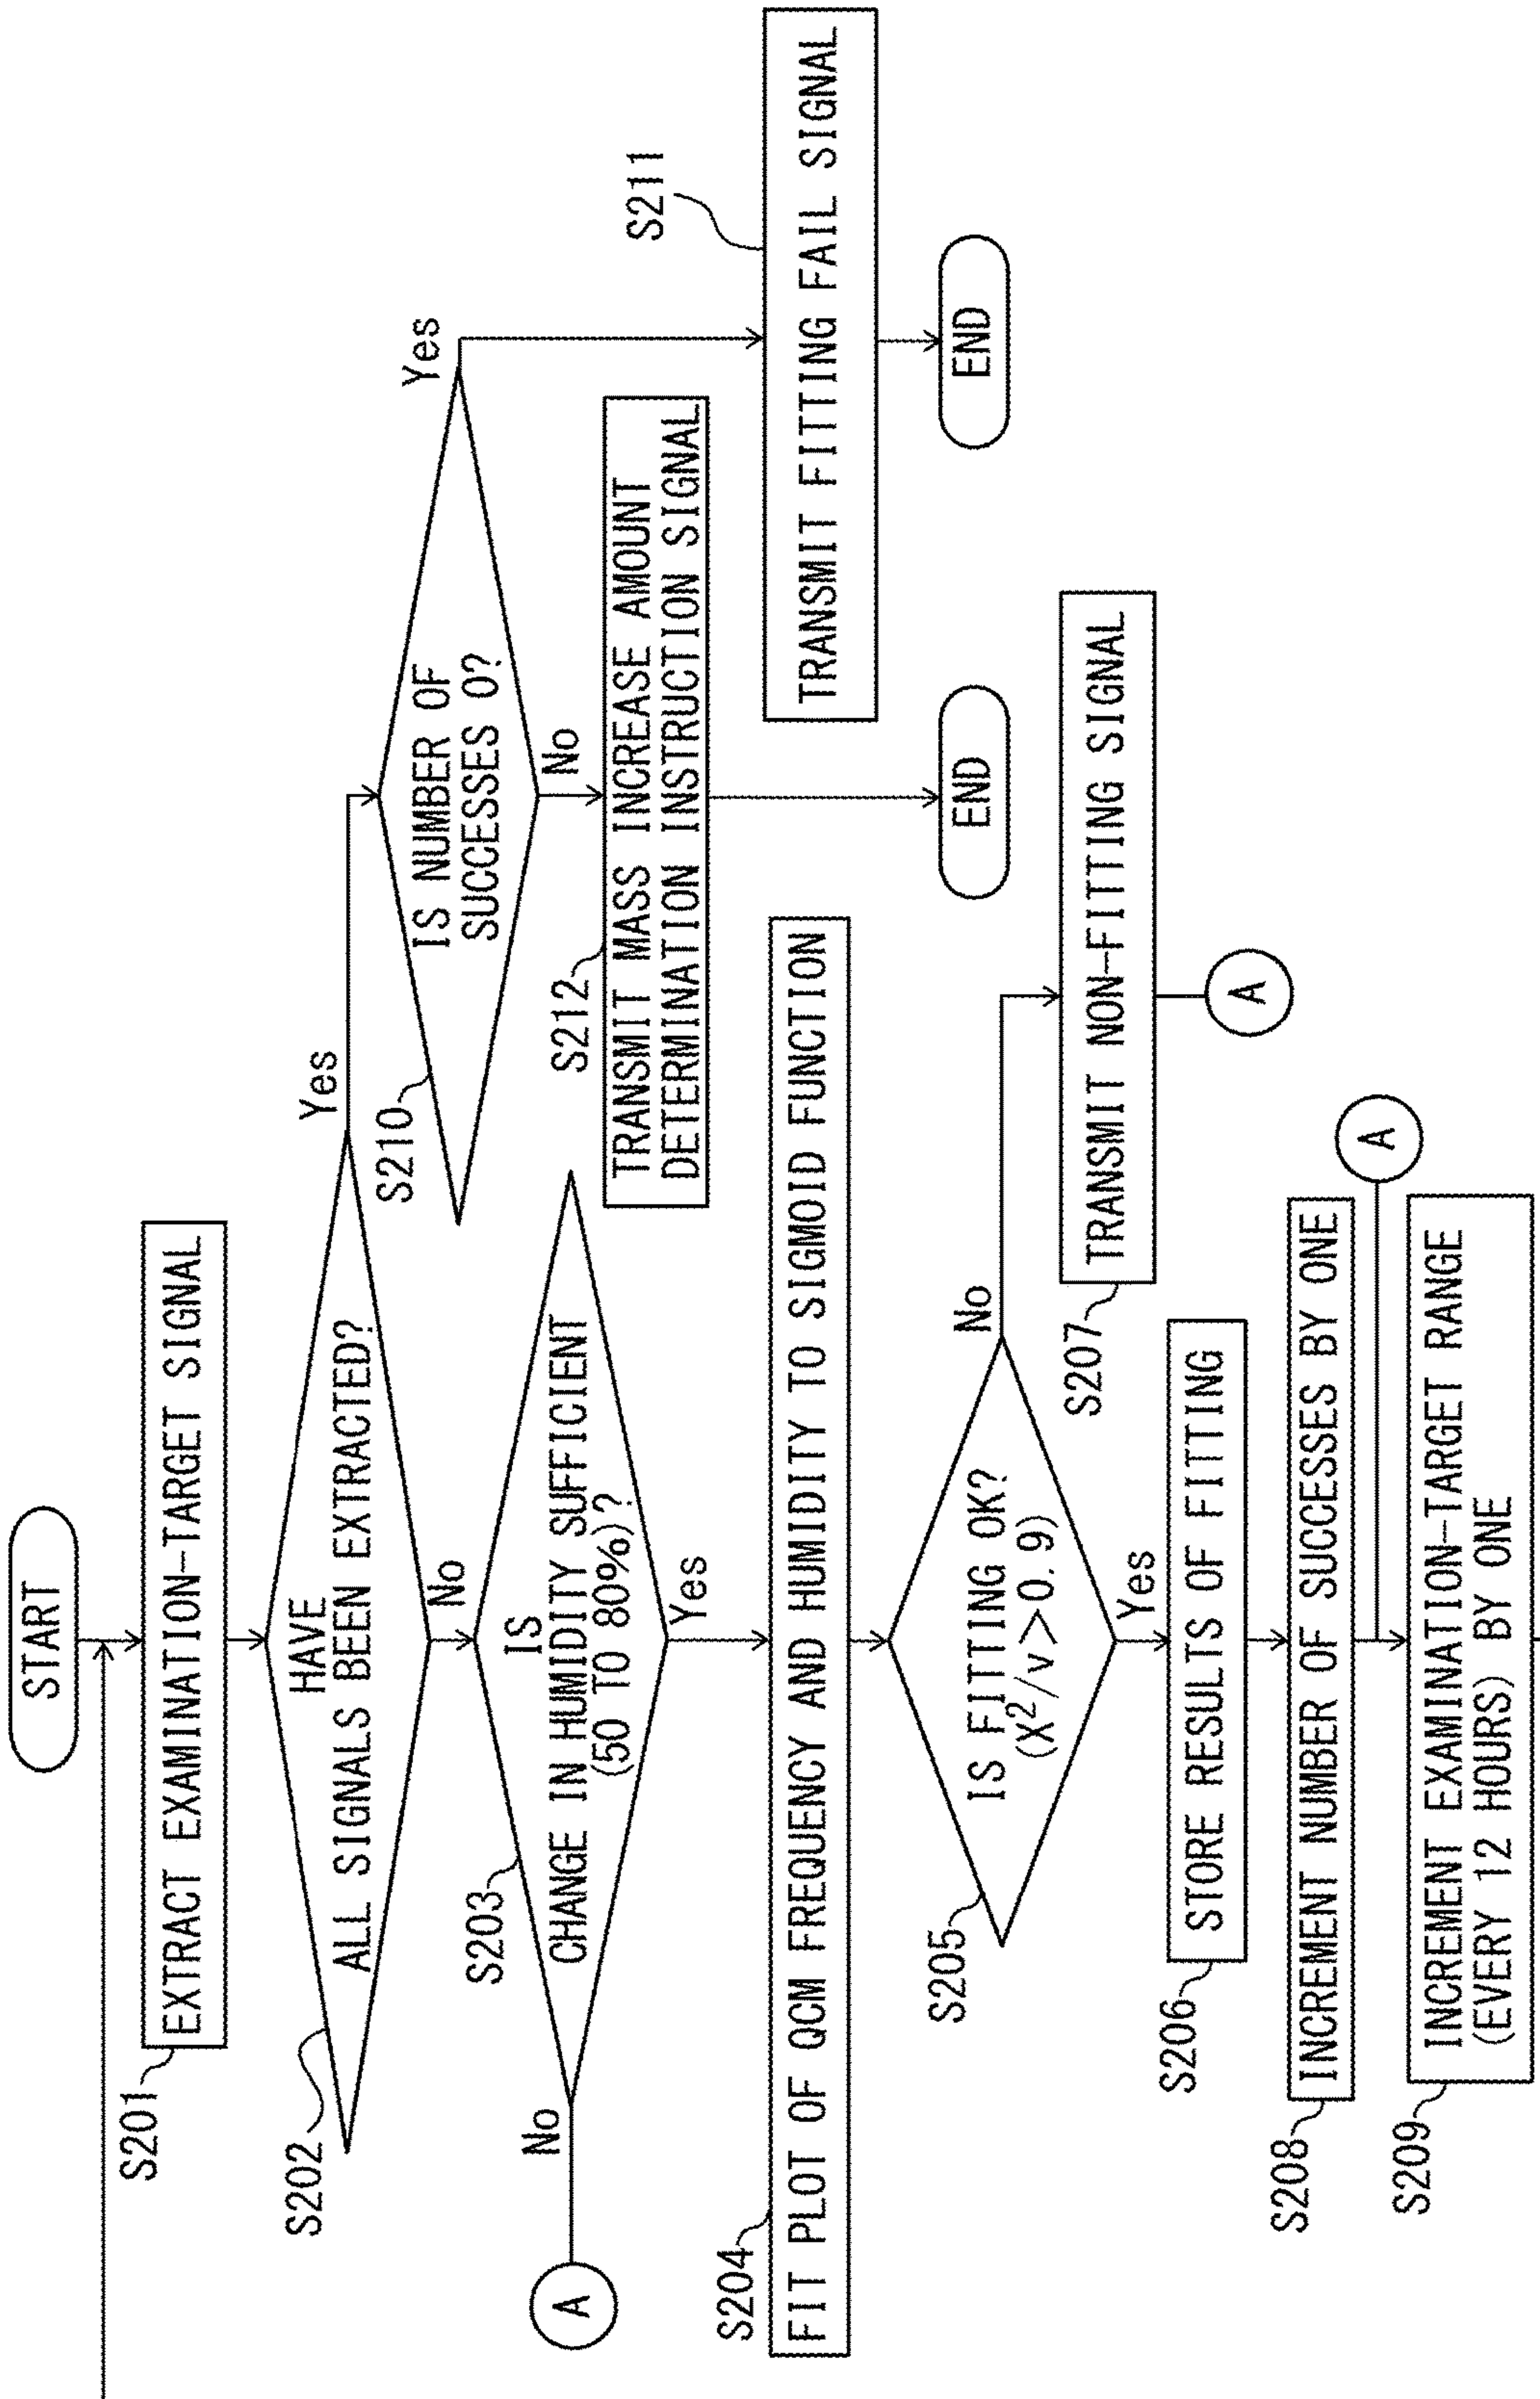 START
S201
EXTRACT EXAMINATION-TARGET SIGNAL
S202
HAVE
ALL SIGNALS BEEN EXTRACTED?
Yes
No
S203
IS
CHANGE IN HUMIDITY SUFFICIENT
(50 TO 80%)?
No
A
Yes
S210
IS NUMBER OF
SUCCESSES 0?
Yes
No
S212
TRANSMIT MASS INCREASE AMOUNT
DETERMINATION INSTRUCTION SIGNAL
END
S211
TRANSMIT FITTING FAIL SIGNAL
END
S204
FIT PLOT OF QCM FREQUENCY AND HUMIDITY TO SIGMOID FUNCTION
S205
IS FITTING OK?
(X²/v>0.9)
No
Yes
S207
TRANSMIT NON-FITTING SIGNAL
A
S206
STORE RESULTS OF FITTING
S208
INCREMENT NUMBER OF SUCCESSES BY ONE
A
S209
INCREMENT EXAMINATION-TARGET RANGE
(EVERY 12 HOURS) BY ONE